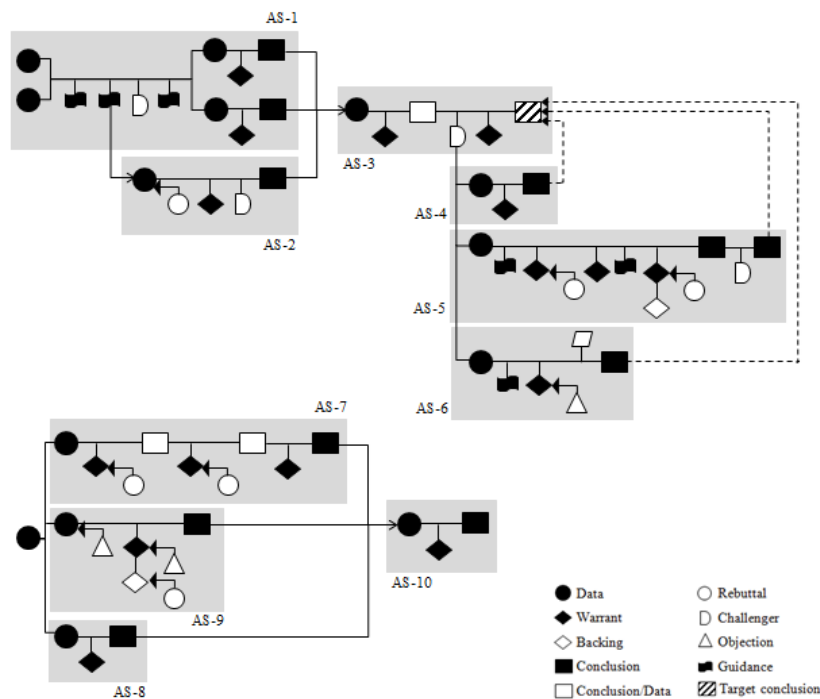 AS-1
AS-2
AS-3
AS-4
AS-5
AS-6
AS-7
AS-10
AS-9
AS-8
Data
Rebuttal
Warrant
Challenger
Backing
Objection
Conclusion
Guidance
Conclusion/Data
Target conclusion